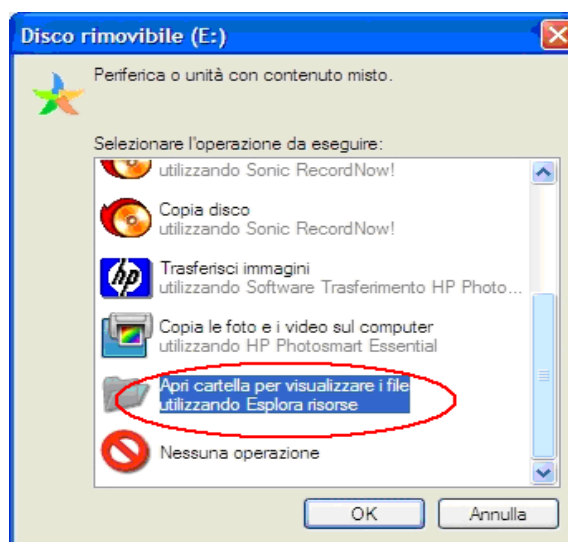 Disco rimovibile (E:)
Periferica o unità con contenuto misto.
Selezionare l'operazione da eseguire:
utilizzando Sonic RecordNow!
Copia disco
utilizzando Sonic RecordNow!
Trasferisci immagini
utilizzando Software Trasferimento HP Photo...
Copia le foto e i video sul computer
utilizzando HP Photosmart Essential
Apri cartella per visualizzare i file
utilizzando Esplora risorse
Nessuna operazione
OK
Annulla